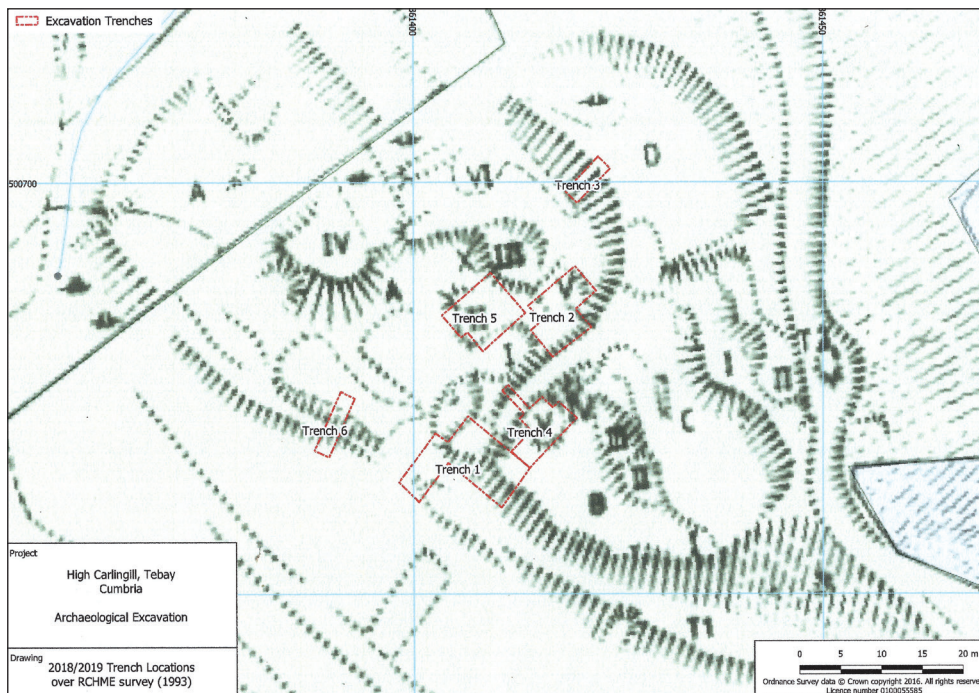 Excavation Trenches
361400
361450
500700
D
VI
A
Trench 3
IV
III
A
V
Trench 5
Trench 2
I
I
T
II
C
Trench 6
Trench 4
III
II
Trench 1
B
T
T1
Project
High Carlingill, Tebay
Cumbria
Archaeological Excavation
Drawing
2018/2019 Trench Locations
over RCHME survey (1993)
0 5 10 15 20 m
Ordnance Survey data © Crown copyright 2016. All rights reserve
Licence number 0100055585